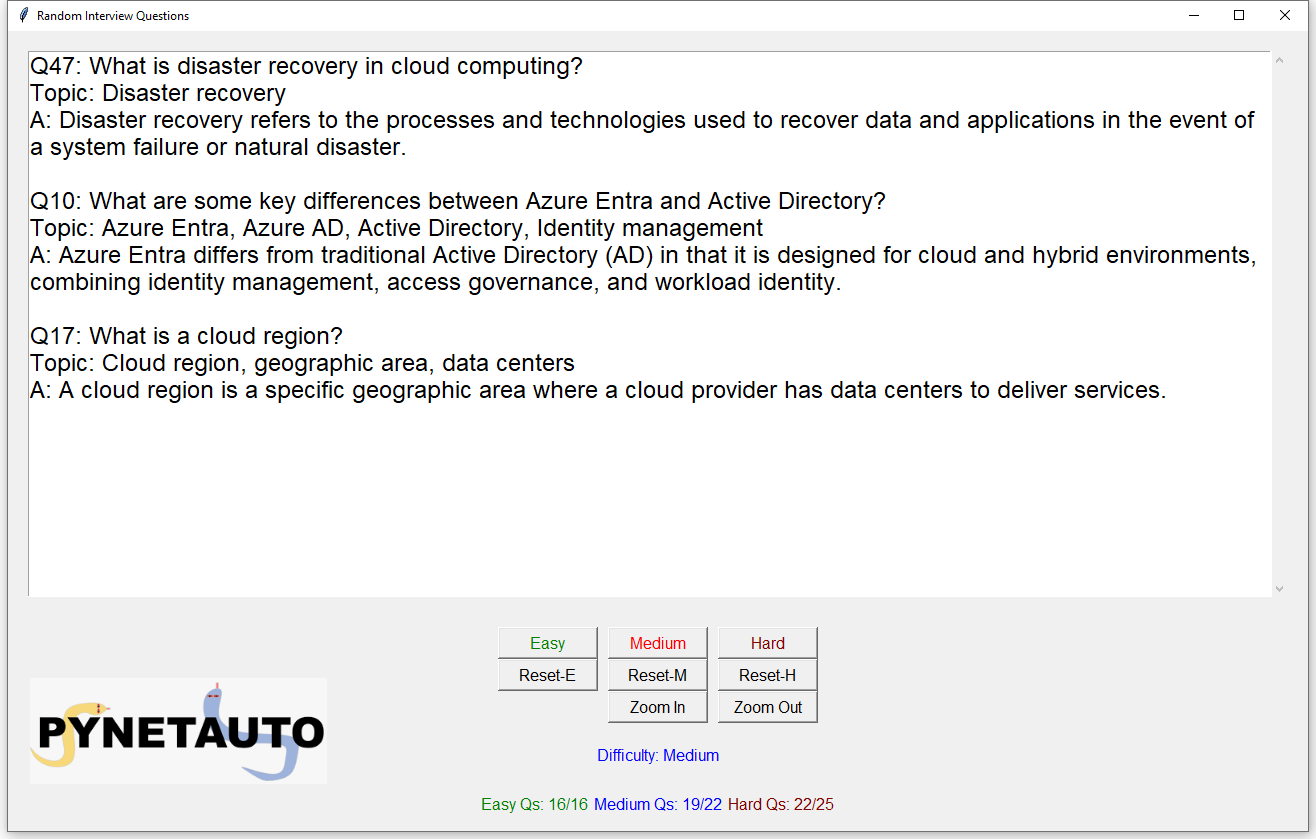 Random Interview Questions
Q47: What is disaster recovery in cloud computing?
Topic: Disaster recovery
A: Disaster recovery refers to the processes and technologies used to recover data and applications in the event of
a system failure or natural disaster.
Q10: What are some key differences between Azure Entra and Active Directory?
Topic: Azure Entra, Azure AD, Active Directory, Identity management
A: Azure Entra differs from traditional Active Directory (AD) in that it is designed for cloud and hybrid environments,
combining identity management, access governance, and workload identity.
Q17: What is a cloud region?
Topic: Cloud region, geographic area, data centers
A: A cloud region is a specific geographic area where a cloud provider has data centers to deliver services.
Easy Medium Hard
Reset-E Reset-M Reset-H
Zoom In Zoom Out
PYNETAUTO
Difficulty: Medium
Easy Qs: 16/16 Medium Qs: 19/22 Hard Qs: 22/25